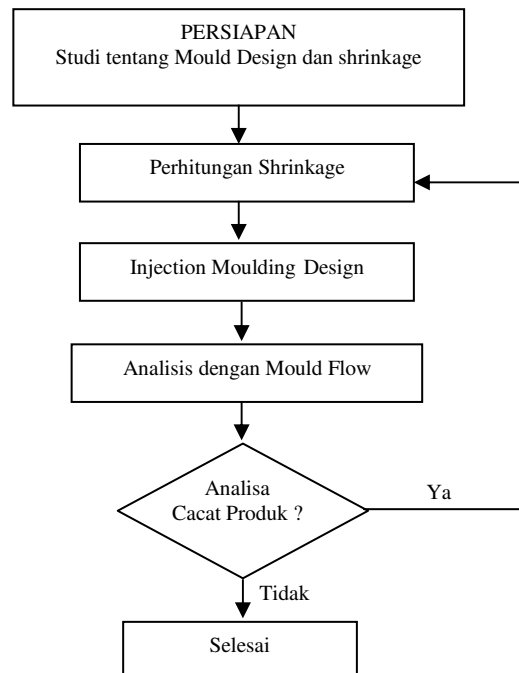 PERSIAPAN
Studi tentang Mould Design dan shrinkage
Perhitungan Shrinkage
Injection Moulding Design
Analisis dengan Mould Flow
Analisa
Cacat Produk ?
Ya
Tidak
Selesai